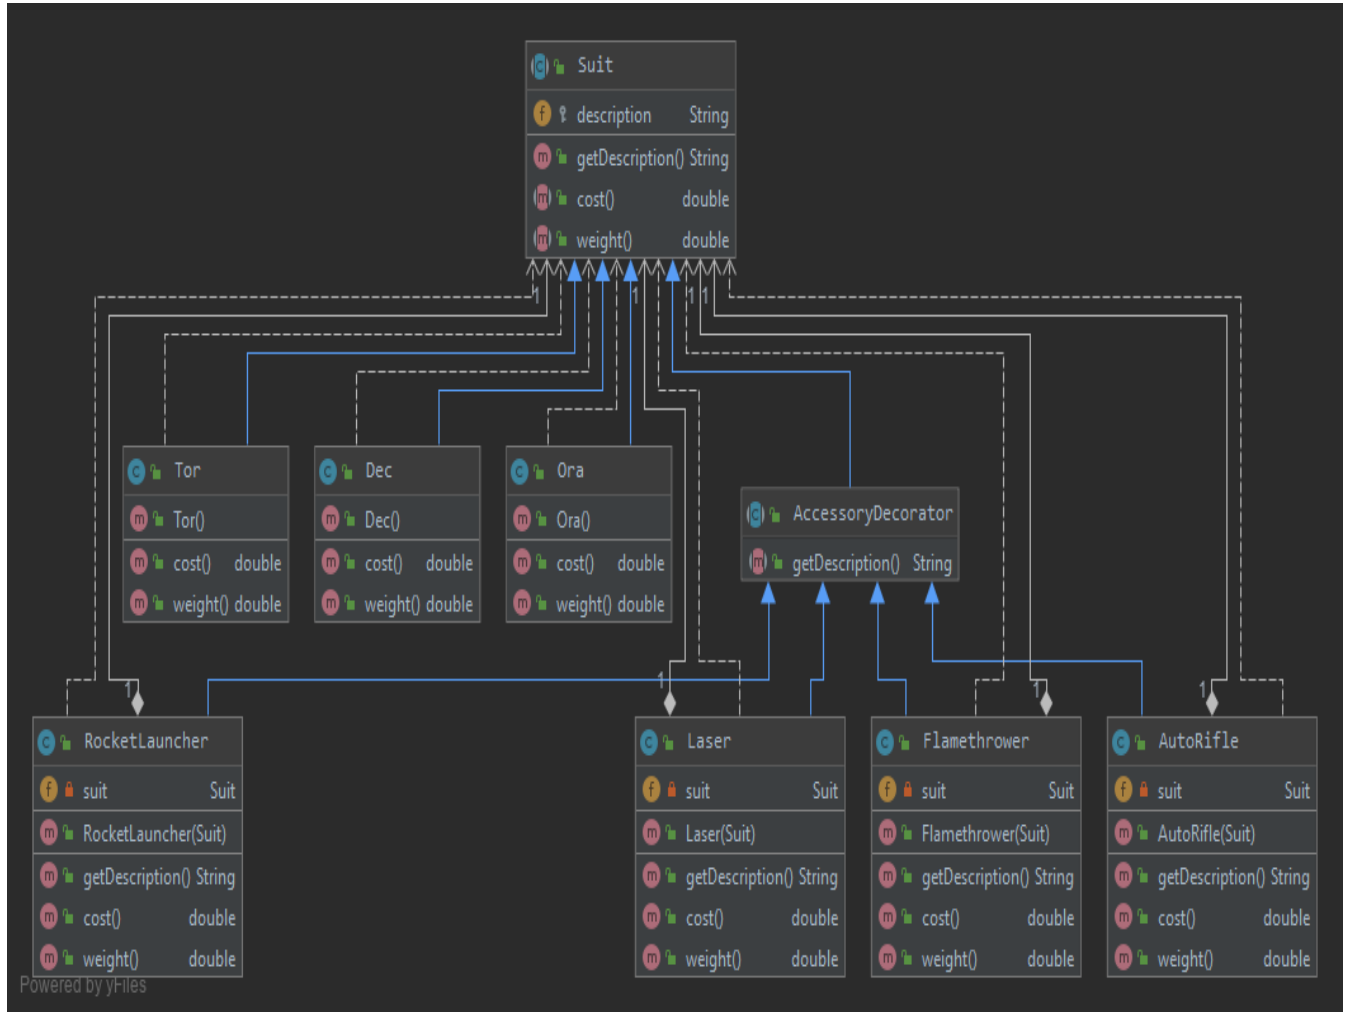 Suit
description String
getDescription() String
cost() double
weight() double
1 1 1 1
Tor
Tor()
cost() double
weight() double
Dec
Dec()
cost() double
weight() double
Ora
Ora()
cost() double
weight() double
AccessoryDecorator
getDescription() String
1 1 1 1
RocketLauncher
suit Suit
RocketLauncher(Suit)
getDescription() String
cost() double
weight() double
Laser
suit Suit
Laser(Suit)
getDescription() String
cost() double
weight() double
Flamethrower
suit Suit
Flamethrower(Suit)
getDescription() String
cost() double
weight() double
AutoRifle
suit Suit
AutoRifle(Suit)
getDescription() String
cost() double
weight() double
Powered by yFiles